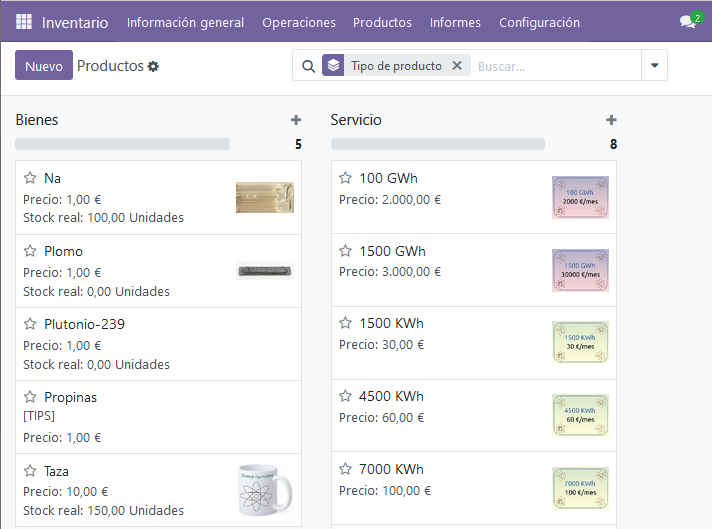 Inventario Información general Operaciones Productos Informes Configuración 2
Nuevo Productos Tipo de producto Buscar...
Bienes
5
Na
Precio: 1,00 €
Stock real: 100,00 Unidades
Plomo
Precio: 1,00 €
Stock real: 0,00 Unidades
Plutonio-239
Precio: 1,00 €
Stock real: 0,00 Unidades
Propinas
[TIPS]
Precio: 1,00 €
Taza
Precio: 10,00 €
Stock real: 150,00 Unidades
Servicio
8
100 GWh
Precio: 2.000,00 €
100 GWh
2000 €/mes
1500 GWh
Precio: 3.000,00 €
1500 GWh
30000 €/mes
1500 KWh
Precio: 30,00 €
1500 KWh
30 €/mes
4500 KWh
Precio: 60,00 €
4500 KWh
60 €/mes
7000 KWh
Precio: 100,00 €
7000 KWh
100 €/mes